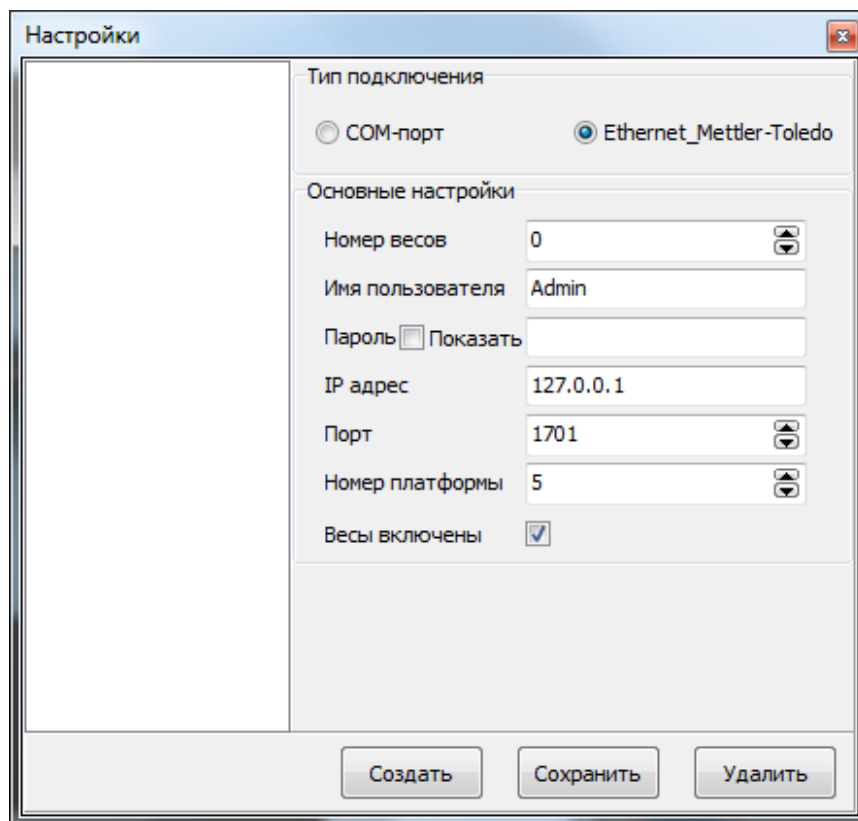 Настройки
Тип подключения
COM-порт
Ethernet_Mettler-Toledo
Основные настройки
Номер весов 0
Имя пользователя Admin
Пароль Показать
IP адрес 127.0.0.1
Порт 1701
Номер платформы 5
Весы включены
Создать
Сохранить
Удалить